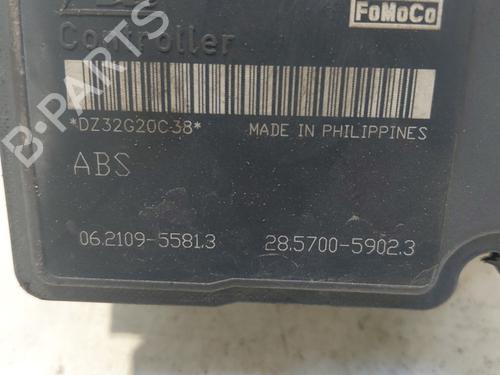 FoMoCo
Controller
*DZ32G20C38*
MADE IN PHILIPPINES
ABS
06.2109-5581.3
28.5700-5902.3
B-PARTS